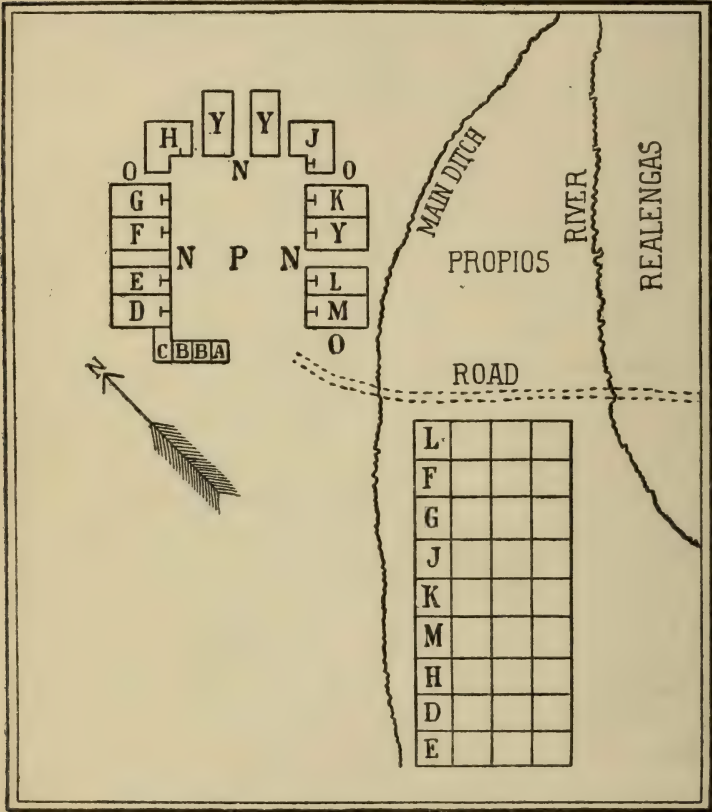 H Y Y J
O N O
G K
F Y
N P N
E L
D M
C B B A
O
N
MAIN DITCH
PROPIOS
RIVER
REALENGAS
ROAD
L
F
G
J
K
M
H
D
E